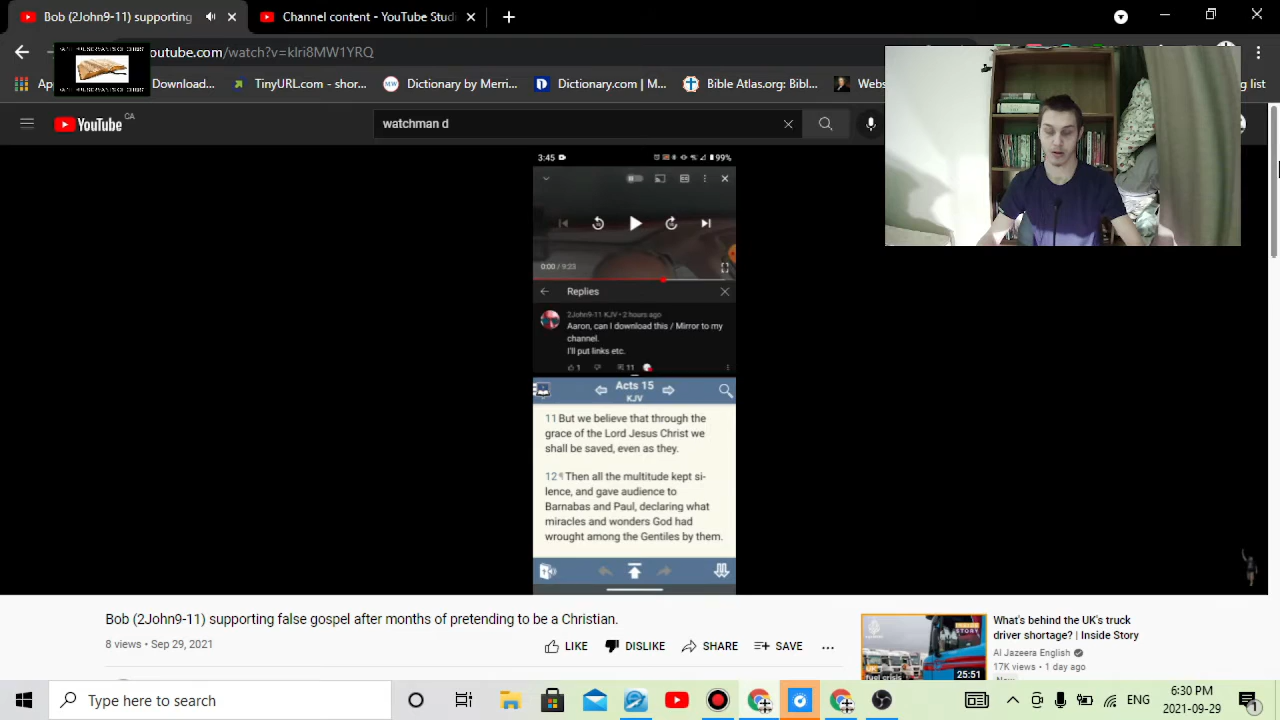 Bob (2John9-11) supporting
Channel content - YouTube Studi
outube.com/watch?v=klri8MW1YRQ
Download...
TinyURL.com - shor...
MW
Dictionary by Merri...
Dictionary.com | M...
Bible Atlas
g list
YouTube CA
watchman d
3:45
99%
0:00 / 9:23
Replies
2John9-11 KJV • 2 hours ago
Aaron, can I download this / Mirror to my
channel.
I'll put links etc.
1
11
Acts 15
KJV
11 But we believe that through the
grace of the Lord Jesus Christ we
shall be saved, even as they.
12 ¶ Then all the multitude kept si-
lence, and gave audience to
Barnabas and Paul, declaring what
miracles and wonders God had
wrought among the Gentiles by them.
Bob (2John9-11) supporting false gospel after months of pretending to be a Christian.
8 views • Sep 29, 2021
LIKE
DISLIKE
SHARE
SAVE
What's behind the UK's truck
driver shortage? | Inside Story
Al Jazeera English
17K views • 1 day ago
25:51
Type here to search
ENG
6:30 PM
2021-09-29
1